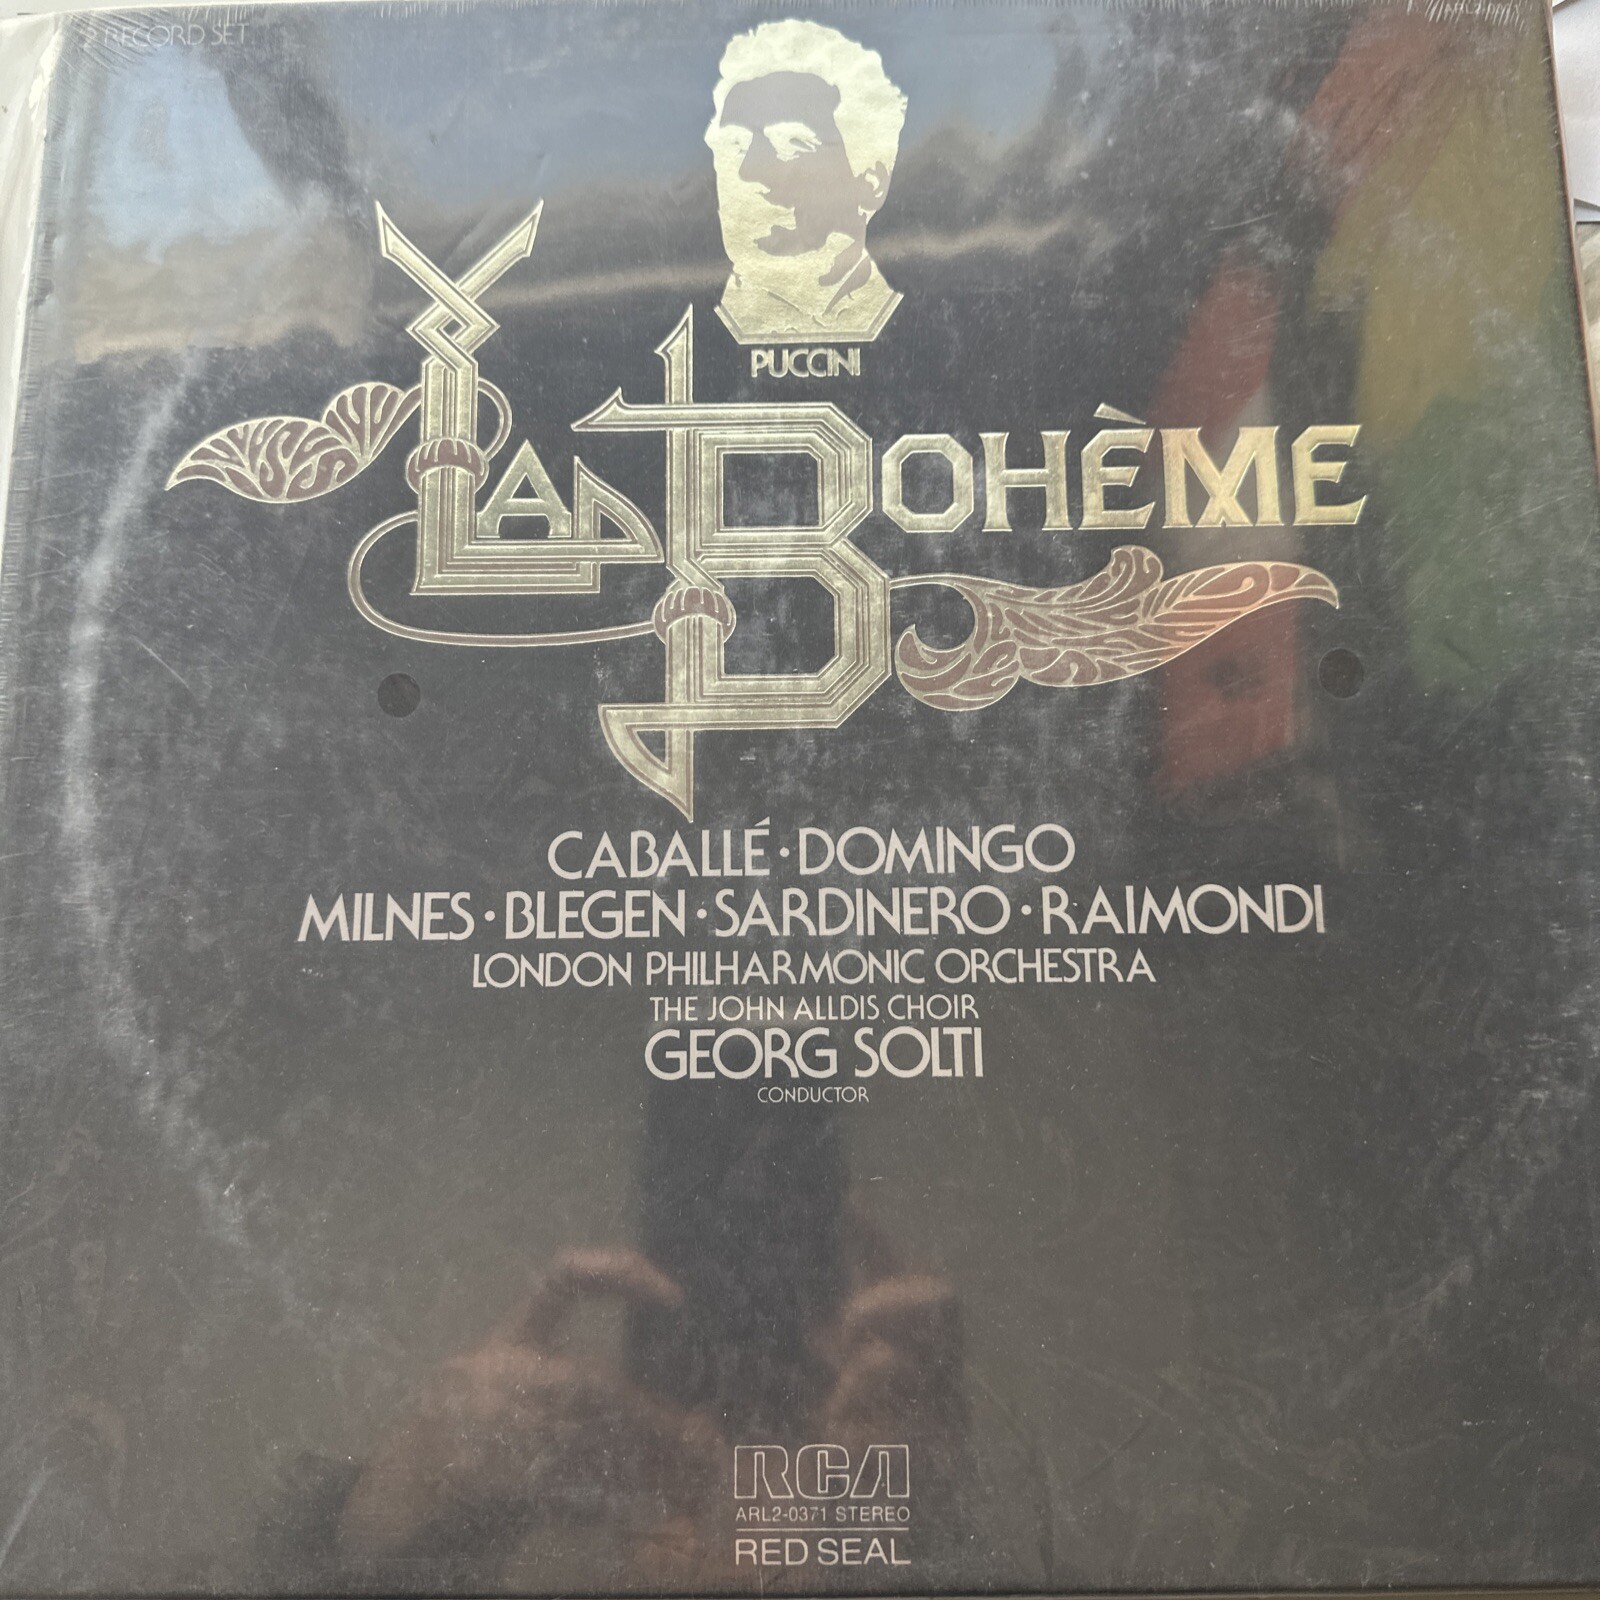 2 RECORD SET
PUCCINI
LA BOHÈME
CABALLÉ · DOMINGO
MILNES · BLEGEN · SARDINERO · RAIMONDI
LONDON PHILHARMONIC ORCHESTRA
THE JOHN ALLDIS CHOIR
GEORG SOLTI
CONDUCTOR
RCA
ARL2-0371 STEREO
RED SEAL